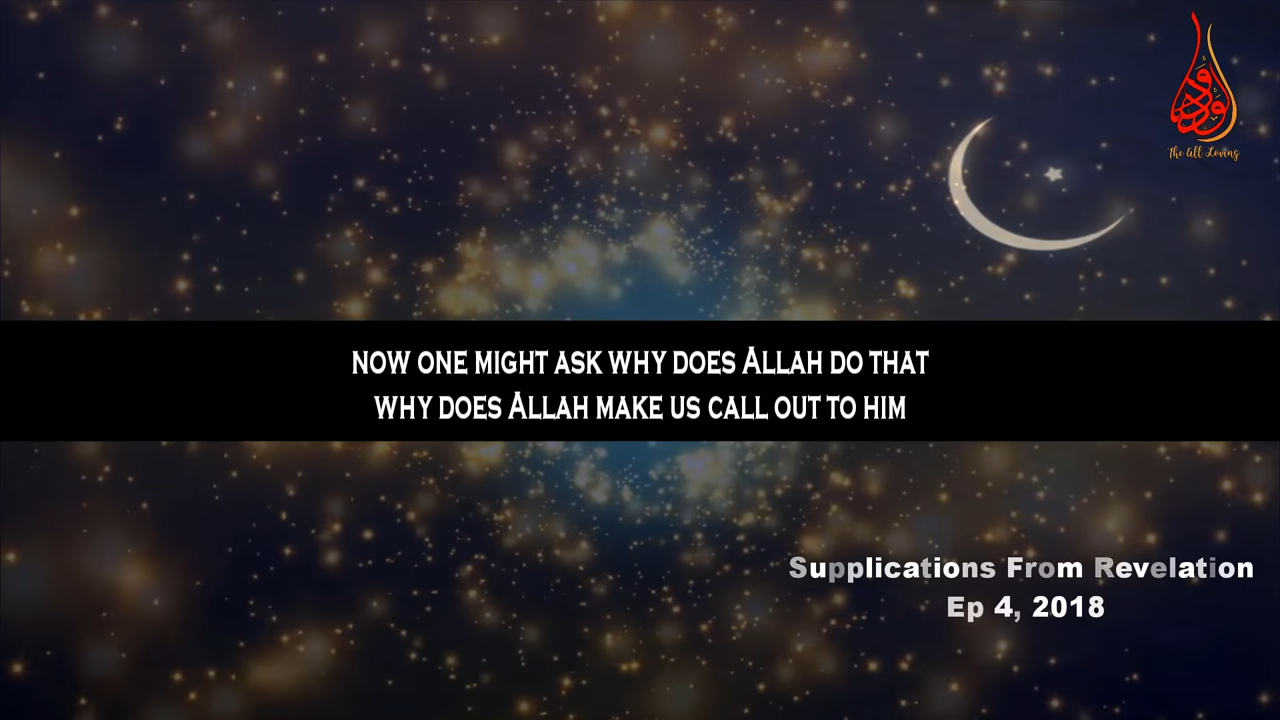 The All Loving
NOW ONE MIGHT ASK WHY DOES ALLAH DO THAT
WHY DOES ALLAH MAKE US CALL OUT TO HIM
Supplications From Revelation
Ep 4, 2018